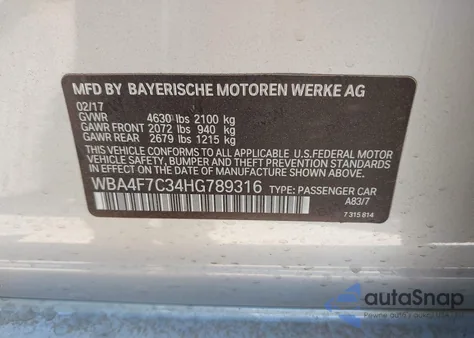 MFD BY BAYERISCHE MOTOREN WERKE AG
02/17
GVWR 4630 lbs 2100 kg
GAWR FRONT 2072 lbs 940 kg
GAWR REAR 2679 lbs 1215 kg
THIS VEHICLE CONFORMS TO ALL APPLICABLE U.S.FEDERAL MOTOR
VEHICLE SAFETY, BUMPER, AND THEFT PREVENTION STANDARDS
IN EFFECT ON THE DATE OF MANUFACTURE SHOWN ABOVE.
WBA4F7C34HG789316 TYPE: PASSENGER CAR
A83/7
7 315 614
autoSnap